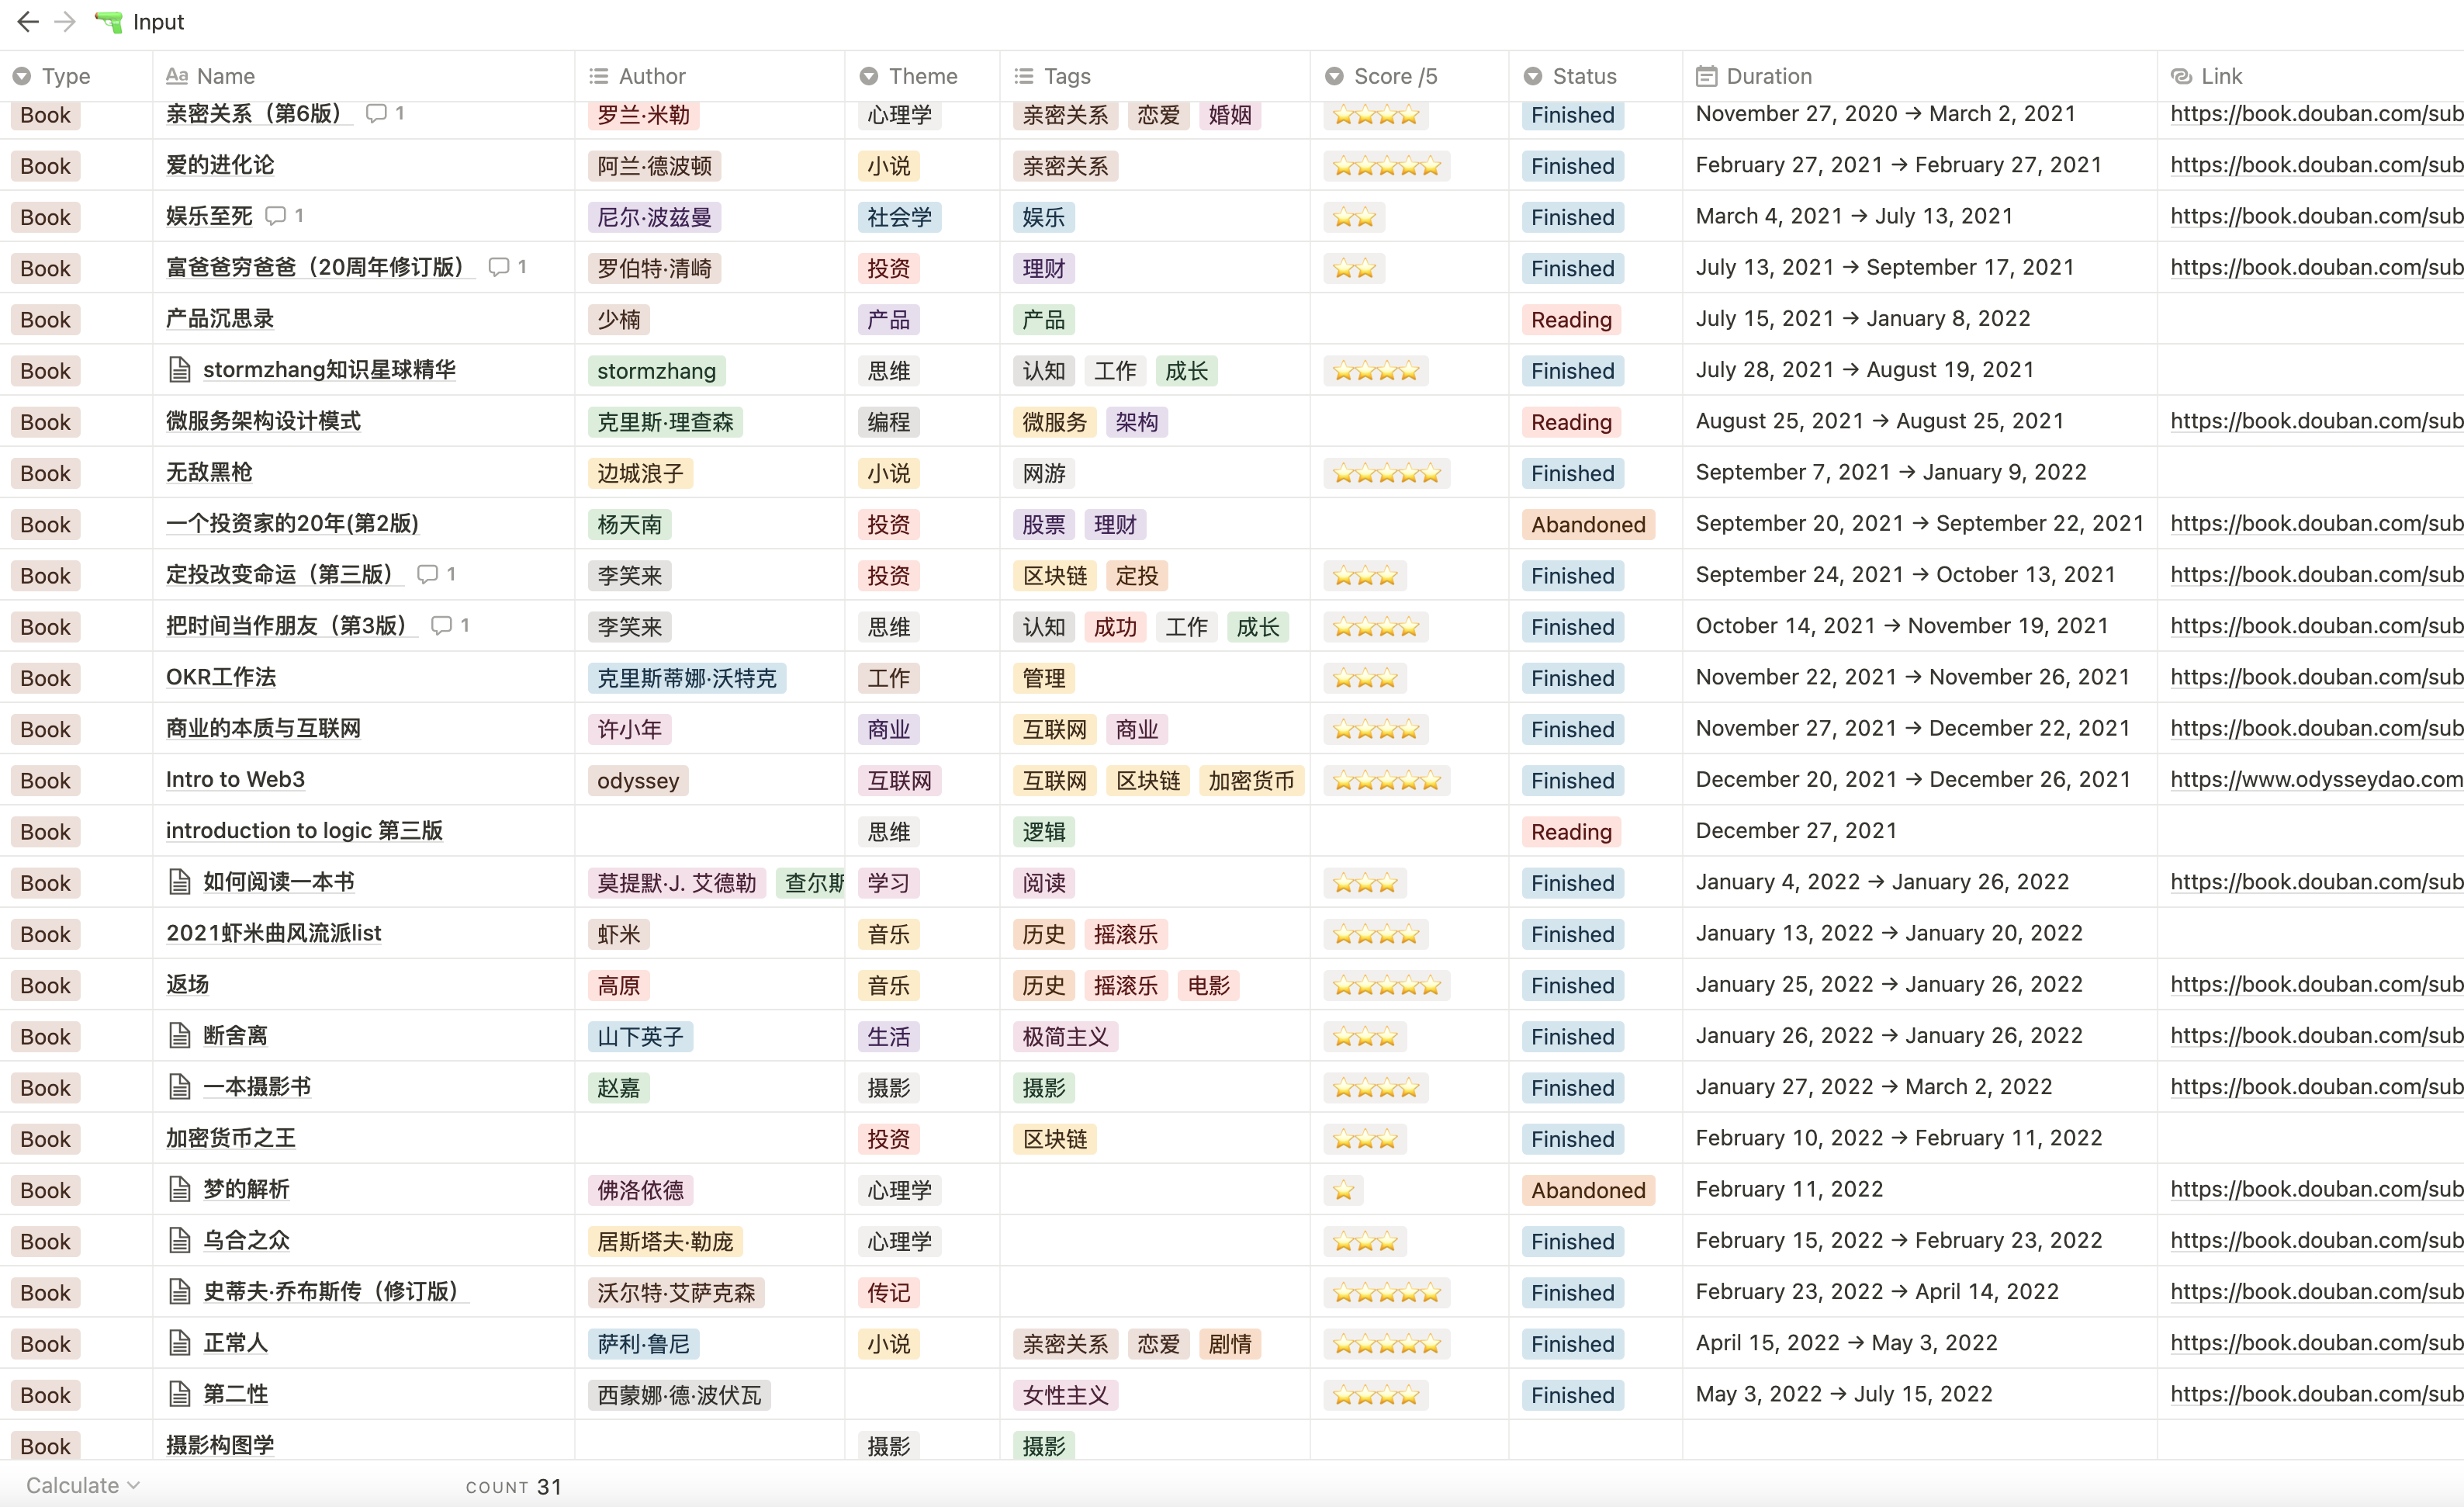 Input
Type Name Author Theme Tags Score /5 Status Duration Link
Book 亲密关系（第6版） 1 罗兰·米勒 心理学 亲密关系 恋爱 婚姻 ⭐⭐⭐⭐ Finished November 27, 2020 → March 2, 2021 https://book.douban.com/sub
Book 爱的进化论 阿兰·德波顿 小说 亲密关系 ⭐⭐⭐⭐⭐ Finished February 27, 2021 → February 27, 2021 https://book.douban.com/sub
Book 娱乐至死 1 尼尔·波兹曼 社会学 娱乐 ⭐⭐ Finished March 4, 2021 → July 13, 2021 https://book.douban.com/sub
Book 富爸爸穷爸爸（20周年修订版） 1 罗伯特·清崎 投资 理财 ⭐⭐ Finished July 13, 2021 → September 17, 2021 https://book.douban.com/sub
Book 产品沉思录 少楠 产品 产品 Reading July 15, 2021 → January 8, 2022
Book stormzhang知识星球精华 stormzhang 思维 认知 工作 成长 ⭐⭐⭐⭐ Finished July 28, 2021 → August 19, 2021
Book 微服务架构设计模式 克里斯·理查森 编程 微服务 架构 Reading August 25, 2021 → August 25, 2021 https://book.douban.com/sub
Book 无敌黑枪 边城浪子 小说 网游 ⭐⭐⭐⭐⭐ Finished September 7, 2021 → January 9, 2022
Book 一个投资家的20年(第2版) 杨天南 投资 股票 理财 Abandoned September 20, 2021 → September 22, 2021 https://book.douban.com/sub
Book 定投改变命运（第三版） 1 李笑来 投资 区块链 定投 ⭐⭐⭐ Finished September 24, 2021 → October 13, 2021 https://book.douban.com/sub
Book 把时间当作朋友（第3版） 1 李笑来 思维 认知 成功 工作 成长 ⭐⭐⭐⭐ Finished October 14, 2021 → November 19, 2021 https://book.douban.com/sub
Book OKR工作法 克里斯蒂娜·沃特克 工作 管理 ⭐⭐⭐ Finished November 22, 2021 → November 26, 2021 https://book.douban.com/sub
Book 商业的本质与互联网 许小年 商业 互联网 商业 ⭐⭐⭐⭐ Finished November 27, 2021 → December 22, 2021 https://book.douban.com/sub
Book Intro to Web3 odyssey 互联网 互联网 区块链 加密货币 ⭐⭐⭐⭐⭐ Finished December 20, 2021 → December 26, 2021 https://www.odysseydao.com
Book introduction to logic 第三版 思维 逻辑 Reading December 27, 2021
Book 如何阅读一本书 莫提默·J. 艾德勒 查尔斯 学习 阅读 ⭐⭐⭐ Finished January 4, 2022 → January 26, 2022 https://book.douban.com/sub
Book 2021虾米曲风流派list 虾米 音乐 历史 摇滚乐 ⭐⭐⭐⭐ Finished January 13, 2022 → January 20, 2022
Book 返场 高原 音乐 历史 摇滚乐 电影 ⭐⭐⭐⭐⭐ Finished January 25, 2022 → January 26, 2022 https://book.douban.com/sub
Book 断舍离 山下英子 生活 极简主义 ⭐⭐⭐ Finished January 26, 2022 → January 26, 2022 https://book.douban.com/sub
Book 一本摄影书 赵嘉 摄影 摄影 ⭐⭐⭐⭐ Finished January 27, 2022 → March 2, 2022 https://book.douban.com/sub
Book 加密货币之王 投资 区块链 ⭐⭐⭐ Finished February 10, 2022 → February 11, 2022
Book 梦的解析 佛洛依德 心理学 ⭐ Abandoned February 11, 2022 https://book.douban.com/sub
Book 乌合之众 居斯塔夫·勒庞 心理学 ⭐⭐⭐ Finished February 15, 2022 → February 23, 2022 https://book.douban.com/sub
Book 史蒂夫·乔布斯传（修订版） 沃尔特·艾萨克森 传记 ⭐⭐⭐⭐⭐ Finished February 23, 2022 → April 14, 2022 https://book.douban.com/sub
Book 正常人 萨利·鲁尼 小说 亲密关系 恋爱 剧情 ⭐⭐⭐⭐⭐ Finished April 15, 2022 → May 3, 2022 https://book.douban.com/sub
Book 第二性 西蒙娜·德·波伏瓦 女性主义 ⭐⭐⭐⭐ Finished May 3, 2022 → July 15, 2022 https://book.douban.com/sub
Book 摄影构图学 摄影 摄影
Calculate COUNT 31